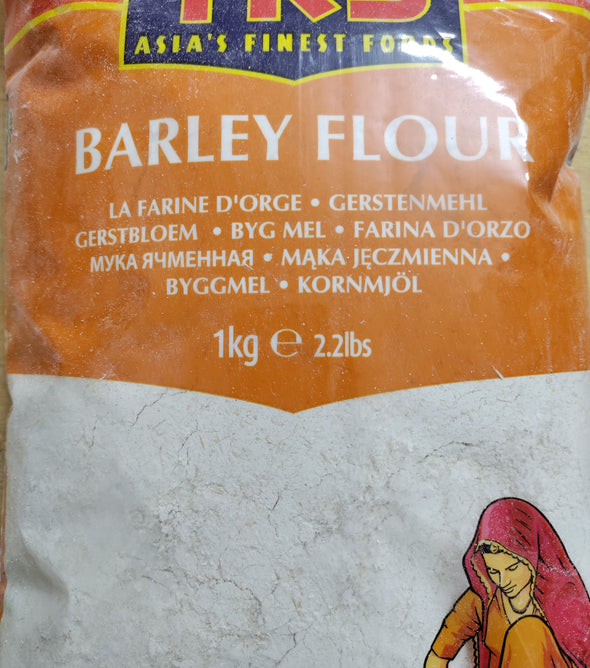 TRS
ASIA'S FINEST FOODS
BARLEY FLOUR
LA FARINE D'ORGE • GERSTENMEHL
GERSTBLOEM • BYG MEL • FARINA D'ORZO
МУКА ЯЧМЕННАЯ • MĄKA JĘCZMIENNA •
BYGGMEL • KORNMJÖL
1kg ℮ 2.2lbs